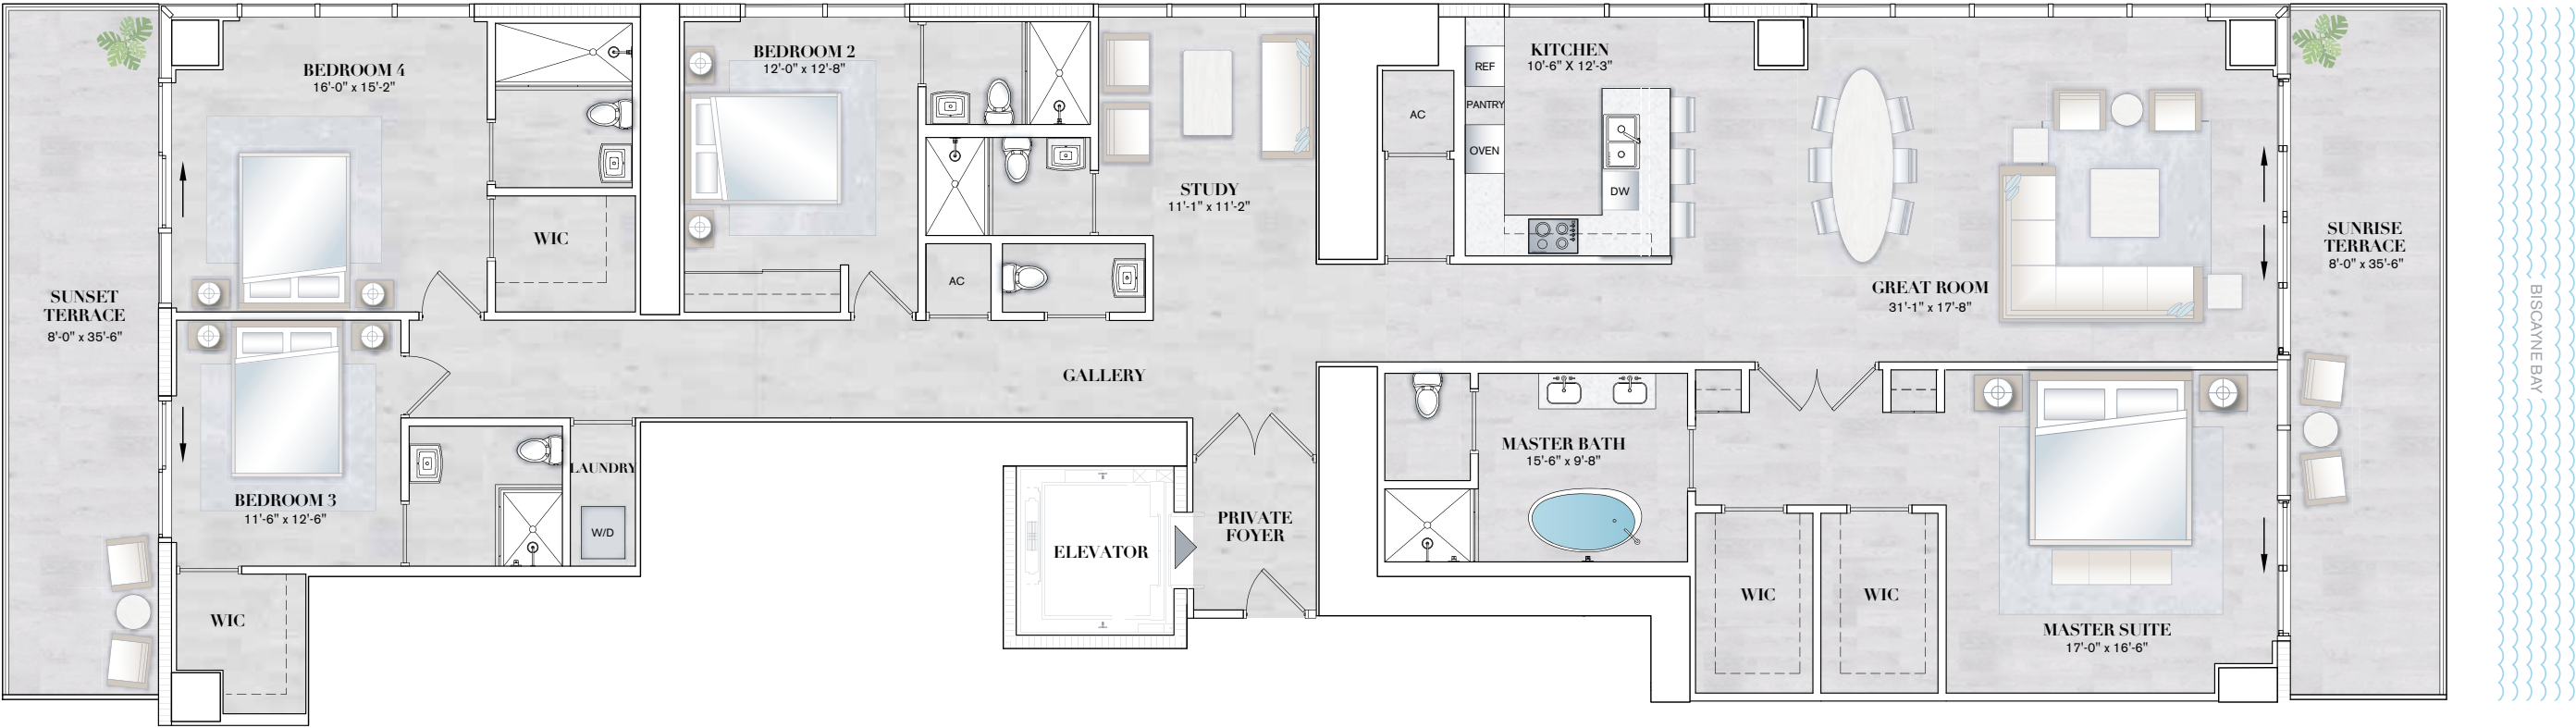 SUNSET
TERRACE
8'-0" x 35'-6"
BEDROOM 4
16'-0" x 15'-2"
WIC
BEDROOM 3
11'-6" x 12'-6"
WIC
LAUNDRY
W/D
BEDROOM 2
12'-0" x 12'-8"
AC
STUDY
11'-1" x 11'-2"
GALLERY
ELEVATOR
PRIVATE
FOYER
AC
KITCHEN
10'-6" X 12'-3"
REF
PANTRY
OVEN
DW
GREAT ROOM
31'-1" x 17'-8"
MASTER BATH
15'-6" x 9'-8"
WIC
WIC
MASTER SUITE
17'-0" x 16'-6"
SUNRISE
TERRACE
8'-0" x 35'-6"
BISCAYNE BAY